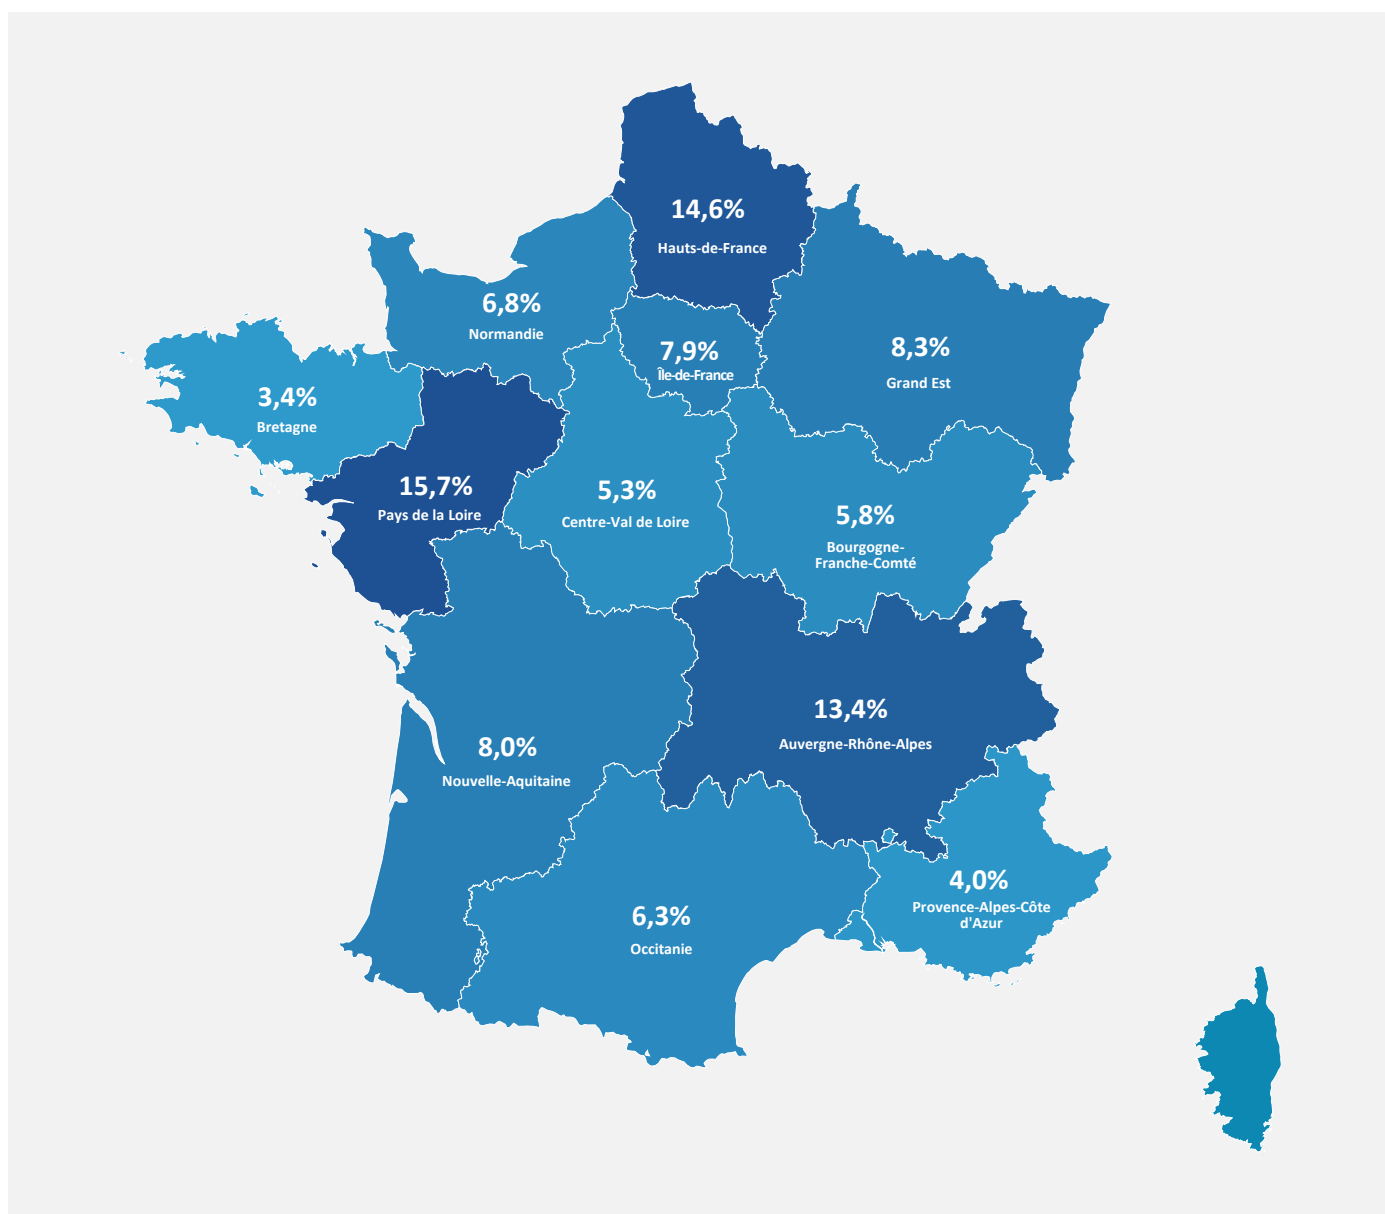 14,6%
Hauts-de-France
6,8%
Normandie
7,9%
Île-de-France
8,3%
Grand Est
3,4%
Bretagne
15,7%
Pays de la Loire
5,3%
Centre-Val de Loire
5,8%
Bourgogne-
Franche-Comté
13,4%
Auvergne-Rhône-Alpes
8,0%
Nouvelle-Aquitaine
4,0%
Provence-Alpes-Côte
d'Azur
6,3%
Occitanie